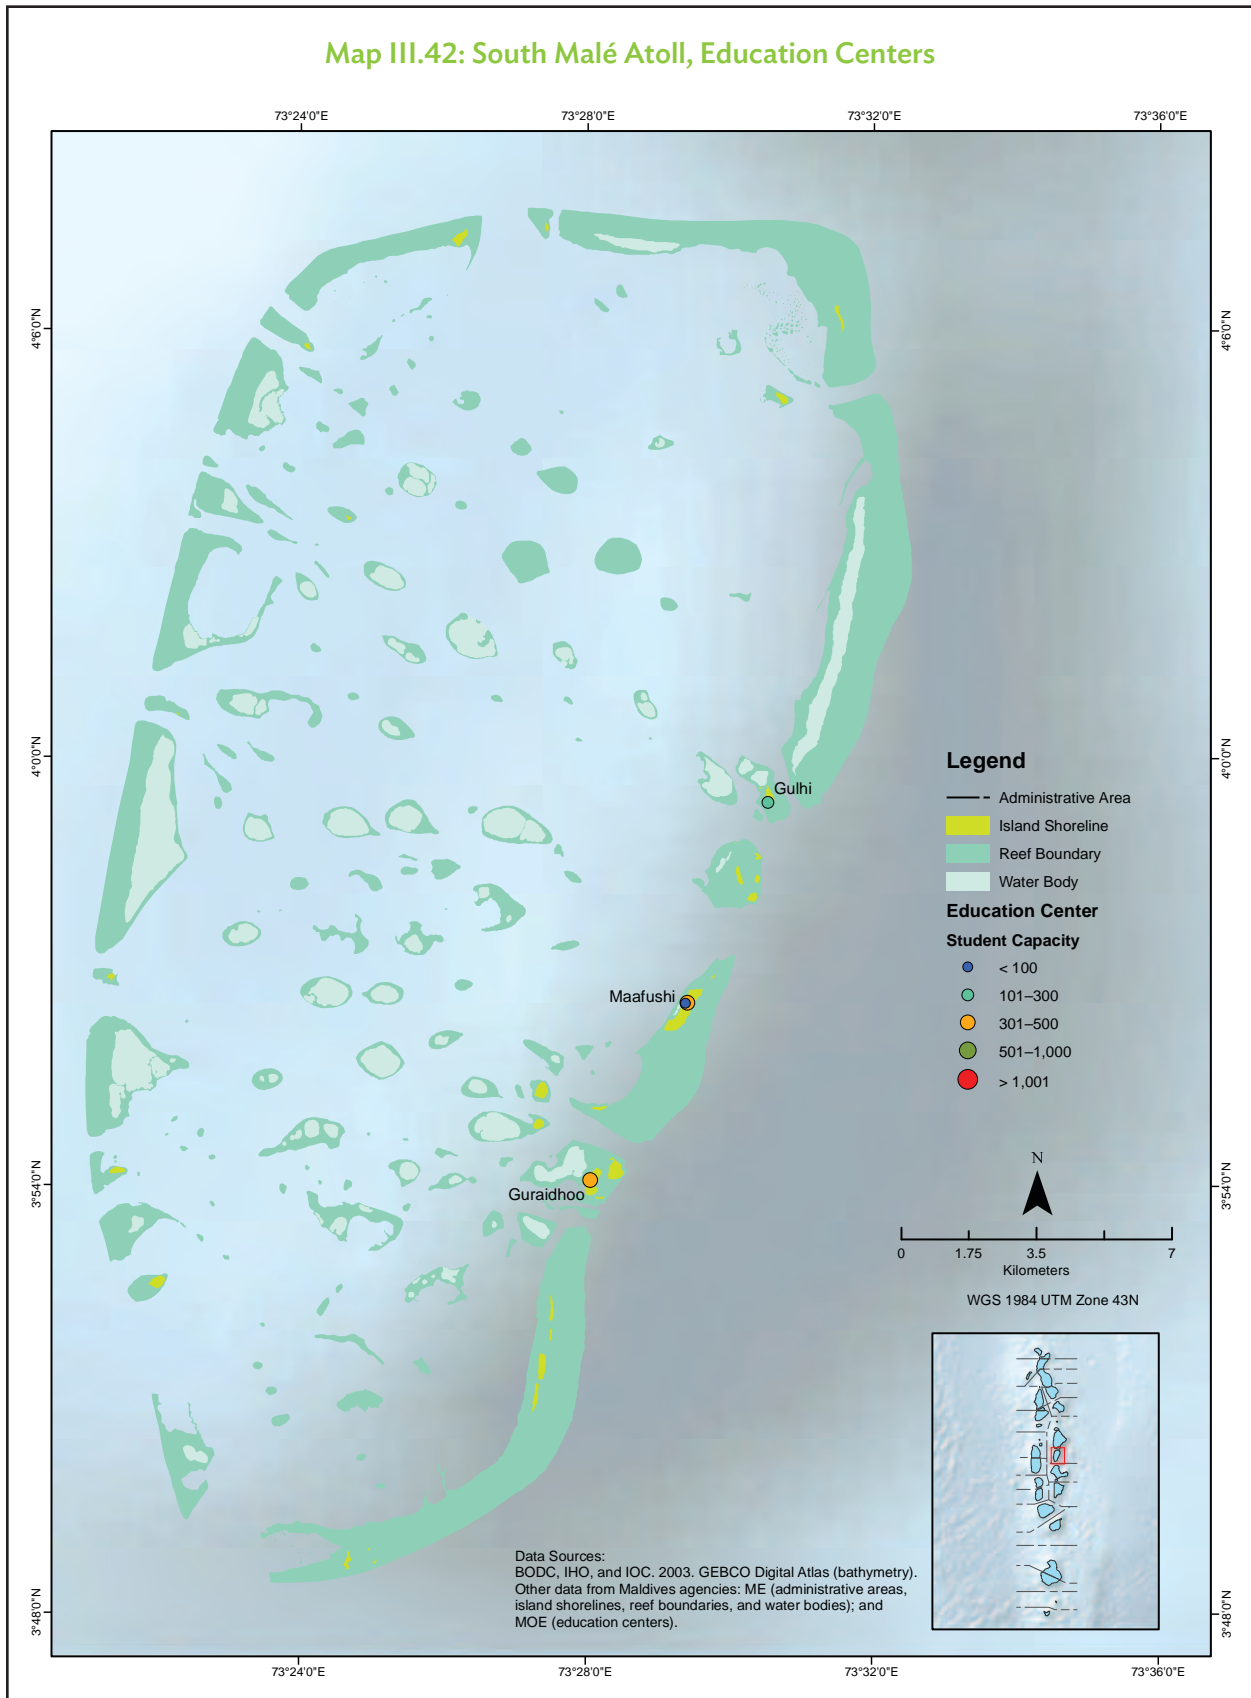 Map III.42: South Malé Atoll, Education Centers
73°24'0"E
73°28'0"E
73°32'0"E
73°36'0"E
4°6'0"N
4°6'0"N
4°0'0"N
4°0'0"N
3°54'0"N
3°54'0"N
3°48'0"N
3°48'0"N
Gulhi
Maafushi
Guraidhoo
Legend
Administrative Area
Island Shoreline
Reef Boundary
Water Body
Education Center
Student Capacity
< 100
101–300
301–500
501–1,000
> 1,001
N
0 1.75 3.5 7
Kilometers
WGS 1984 UTM Zone 43N
Data Sources:
BODC, IHO, and IOC. 2003. GEBCO Digital Atlas (bathymetry).
Other data from Maldives agencies: ME (administrative areas,
island shorelines, reef boundaries, and water bodies); and
MOE (education centers).
73°24'0"E
73°28'0"E
73°32'0"E
73°36'0"E